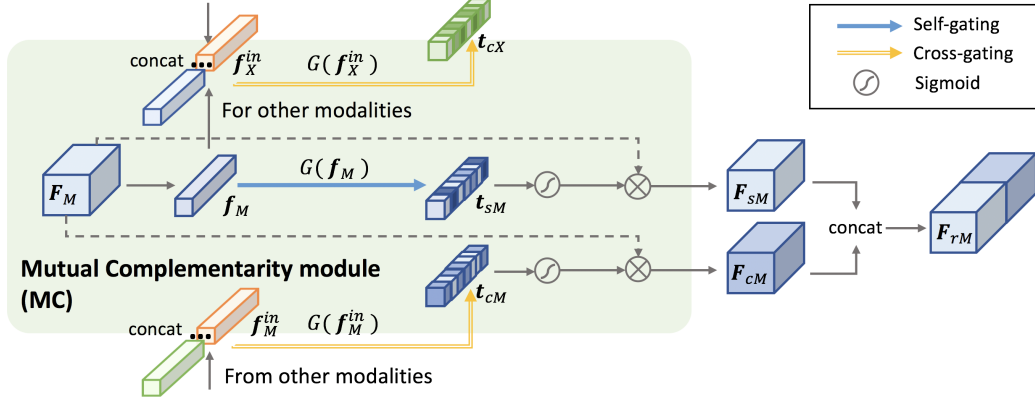 concat
f_X^in
G(f_X^in)
t_cX
For other modalities
Self-gating
Cross-gating
Sigmoid
F_M
f_M
G(f_M)
t_sM
F_sM
concat
F_rM
F_cM
Mutual Complementarity module
(MC)
t_cM
concat
f_M^in
G(f_M^in)
From other modalities